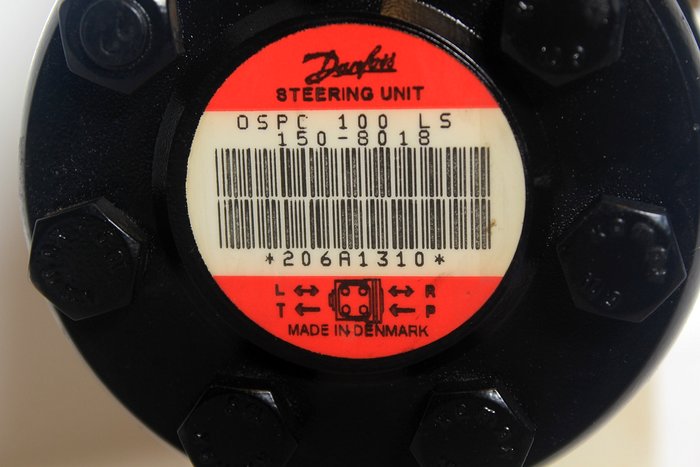 Danfoss
STEERING UNIT
OSPC 100 LS
150-8018
*206A1310*
L ↔ ↔ R
T ← ← P
MADE IN DENMARK